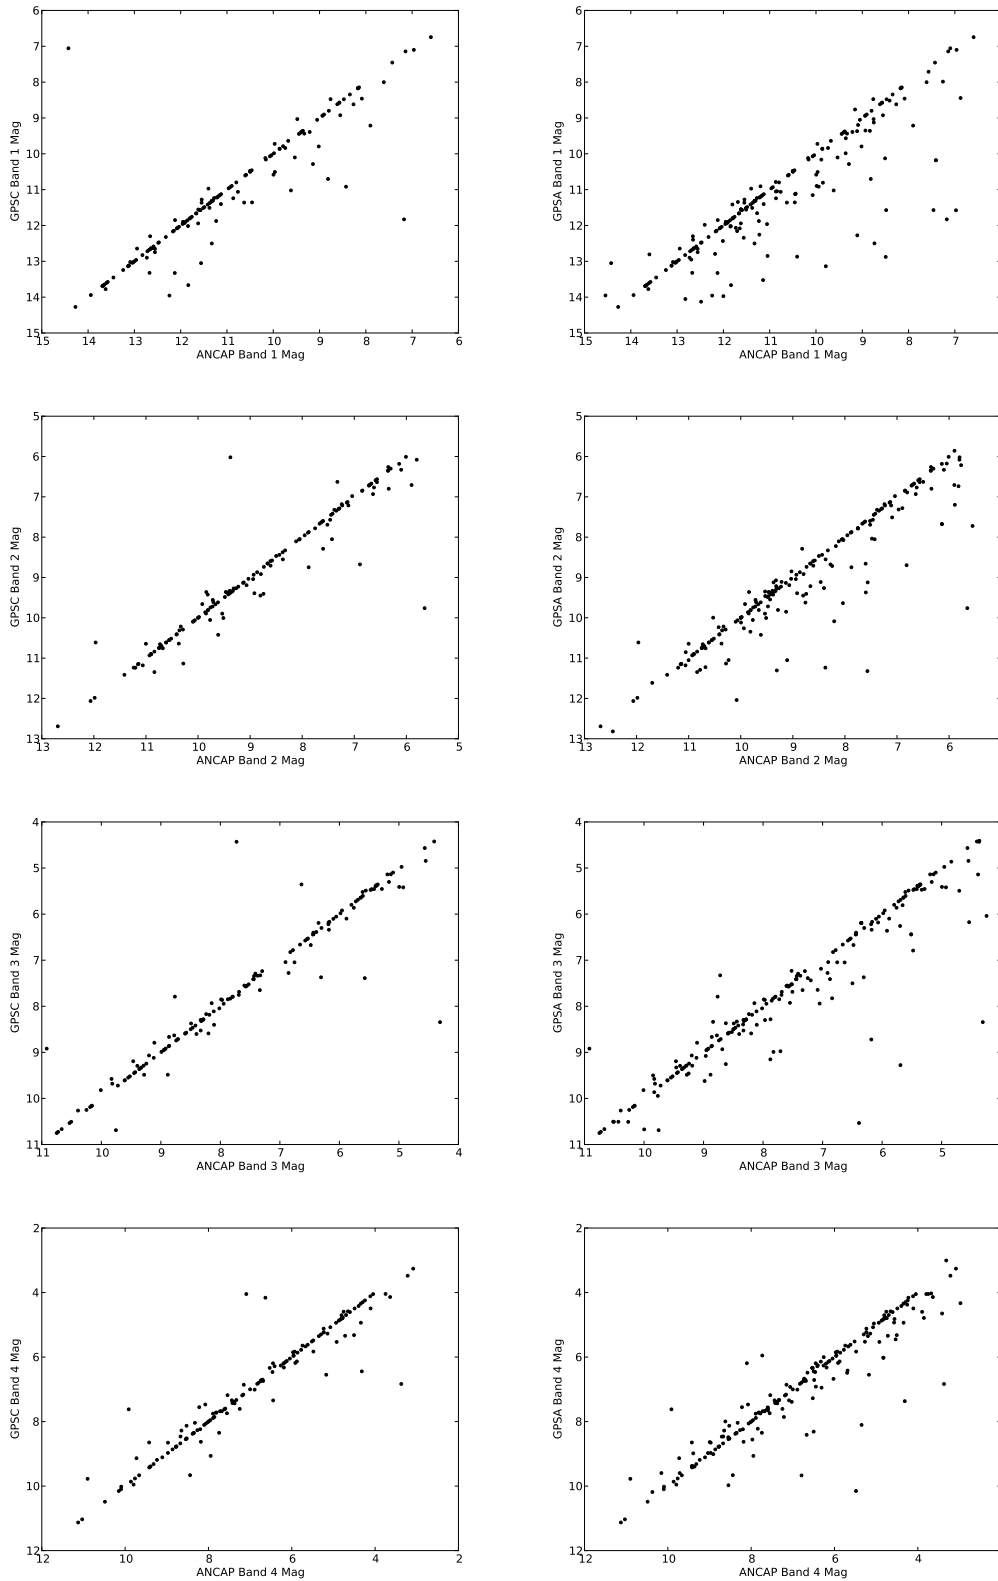 6
7
8
9
10
11
12
13
14
15
15 14 13 12 11 10 9 8 7 6
GPSC Band 1 Mag
ANCAP Band 1 Mag
6
7
8
9
10
11
12
13
14
15
15 14 13 12 11 10 9 8 7
GPSA Band 1 Mag
ANCAP Band 1 Mag
5
6
7
8
9
10
11
12
13
13 12 11 10 9 8 7 6 5
GPSC Band 2 Mag
ANCAP Band 2 Mag
5
6
7
8
9
10
11
12
13
13 12 11 10 9 8 7 6
GPSA Band 2 Mag
ANCAP Band 2 Mag
4
5
6
7
8
9
10
11
11 10 9 8 7 6 5 4
GPSC Band 3 Mag
ANCAP Band 3 Mag
4
5
6
7
8
9
10
11
11 10 9 8 7 6 5
GPSA Band 3 Mag
ANCAP Band 3 Mag
2
4
6
8
10
12
12 10 8 6 4 2
GPSC Band 4 Mag
ANCAP Band 4 Mag
2
4
6
8
10
12
12 10 8 6 4
GPSA Band 4 Mag
ANCAP Band 4 Mag